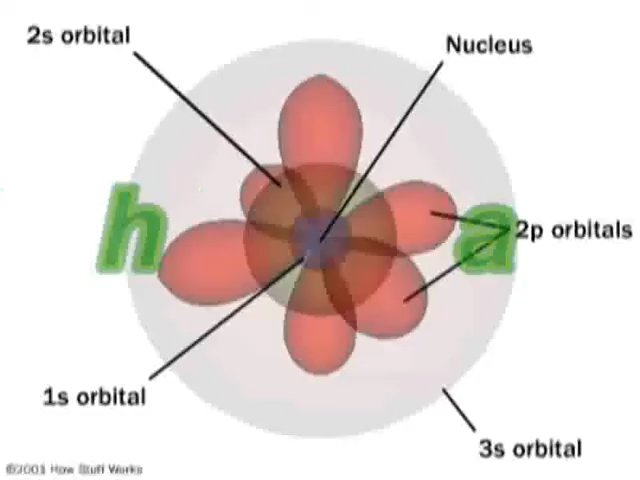 2s orbital
Nucleus
h a
2p orbitals
1s orbital
3s orbital
©2001 How Stuff Works